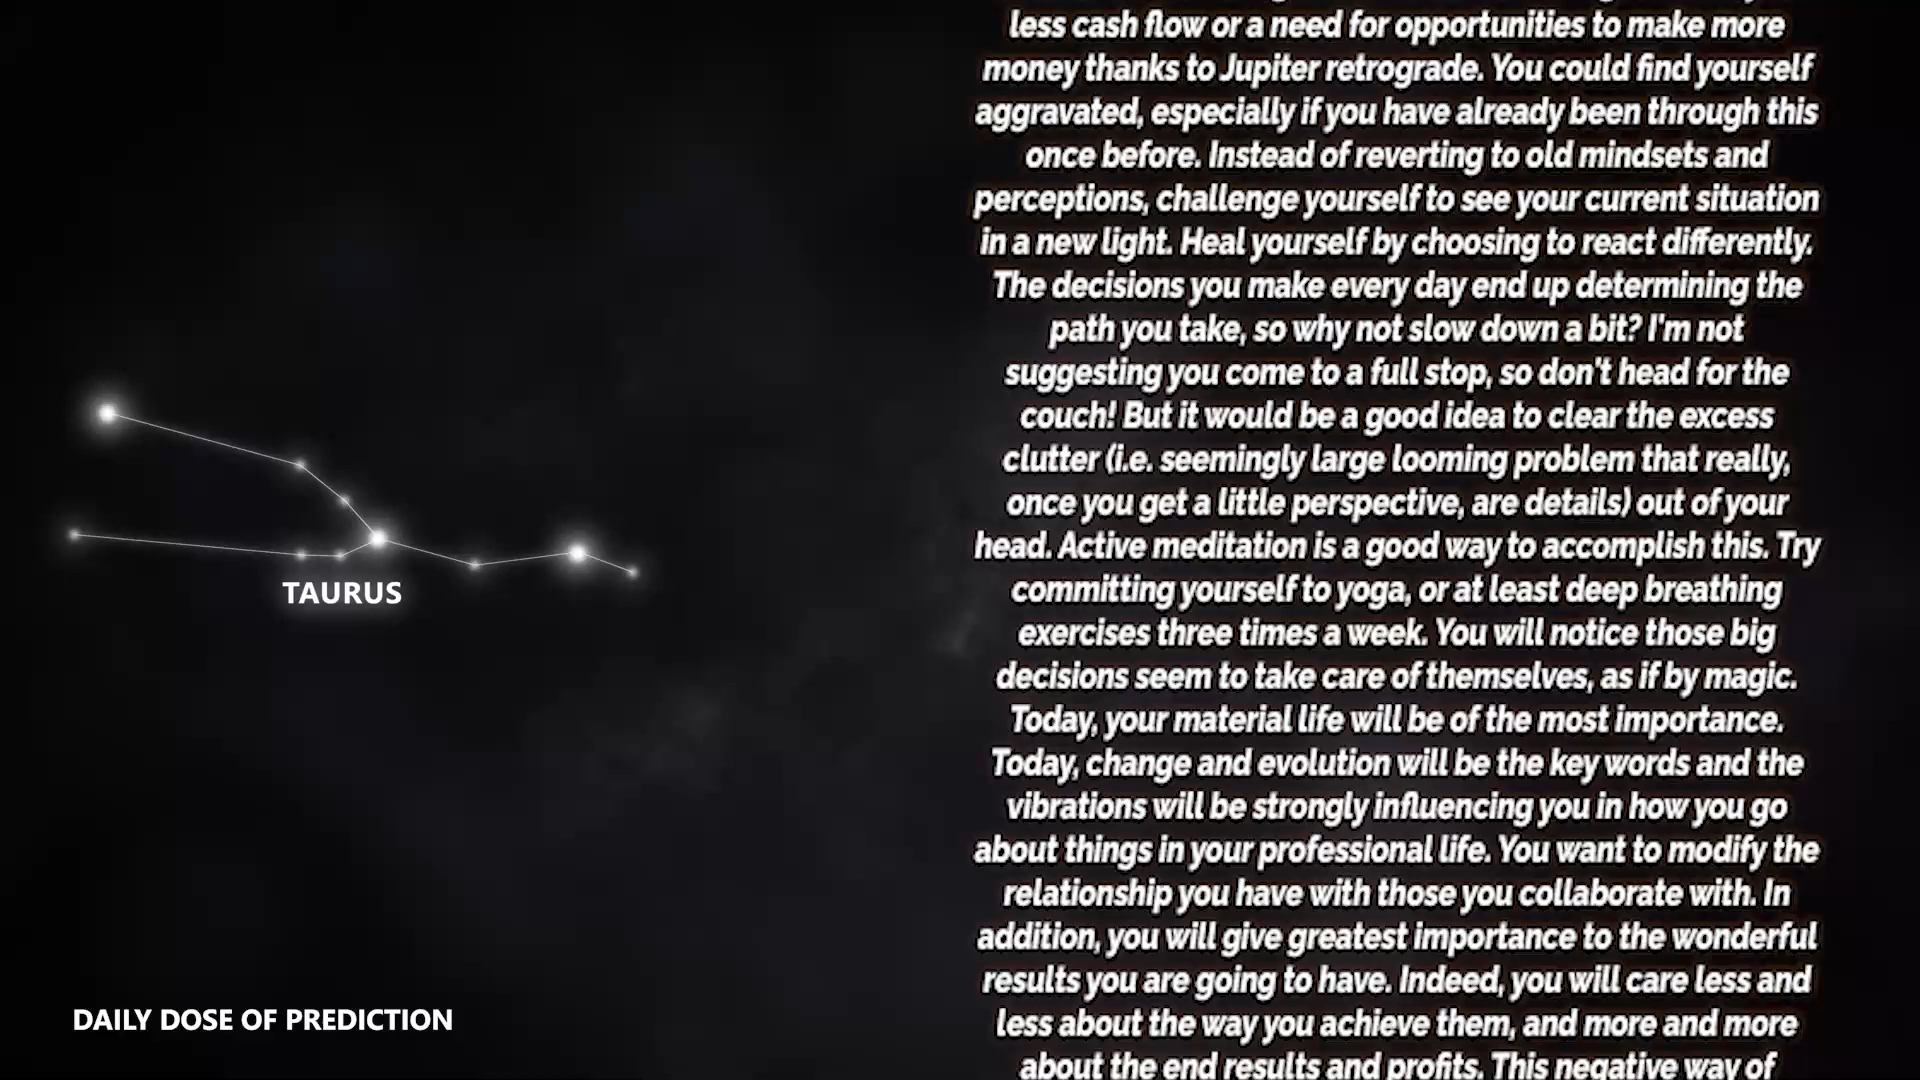 less cash flow or a need for opportunities to make more
money thanks to Jupiter retrograde. You could find yourself
aggravated, especially if you have already been through this
once before. Instead of reverting to old mindsets and
perceptions, challenge yourself to see your current situation
in a new light. Heal yourself by choosing to react differently.
The decisions you make every day end up determining the
path you take, so why not slow down a bit? I'm not
suggesting you come to a full stop, so don't head for the
couch! But it would be a good idea to clear the excess
clutter (i.e. seemingly large looming problem that really,
once you get a little perspective, are details) out of your
head. Active meditation is a good way to accomplish this. Try
committing yourself to yoga, or at least deep breathing
exercises three times a week. You will notice those big
decisions seem to take care of themselves, as if by magic.
Today, your material life will be of the most importance.
Today, change and evolution will be the key words and the
vibrations will be strongly influencing you in how you go
about things in your professional life. You want to modify the
relationship you have with those you collaborate with. In
addition, you will give greatest importance to the wonderful
results you are going to have. Indeed, you will care less and
less about the way you achieve them, and more and more
about the end results and profits. This negative way of
TAURUS
DAILY DOSE OF PREDICTION